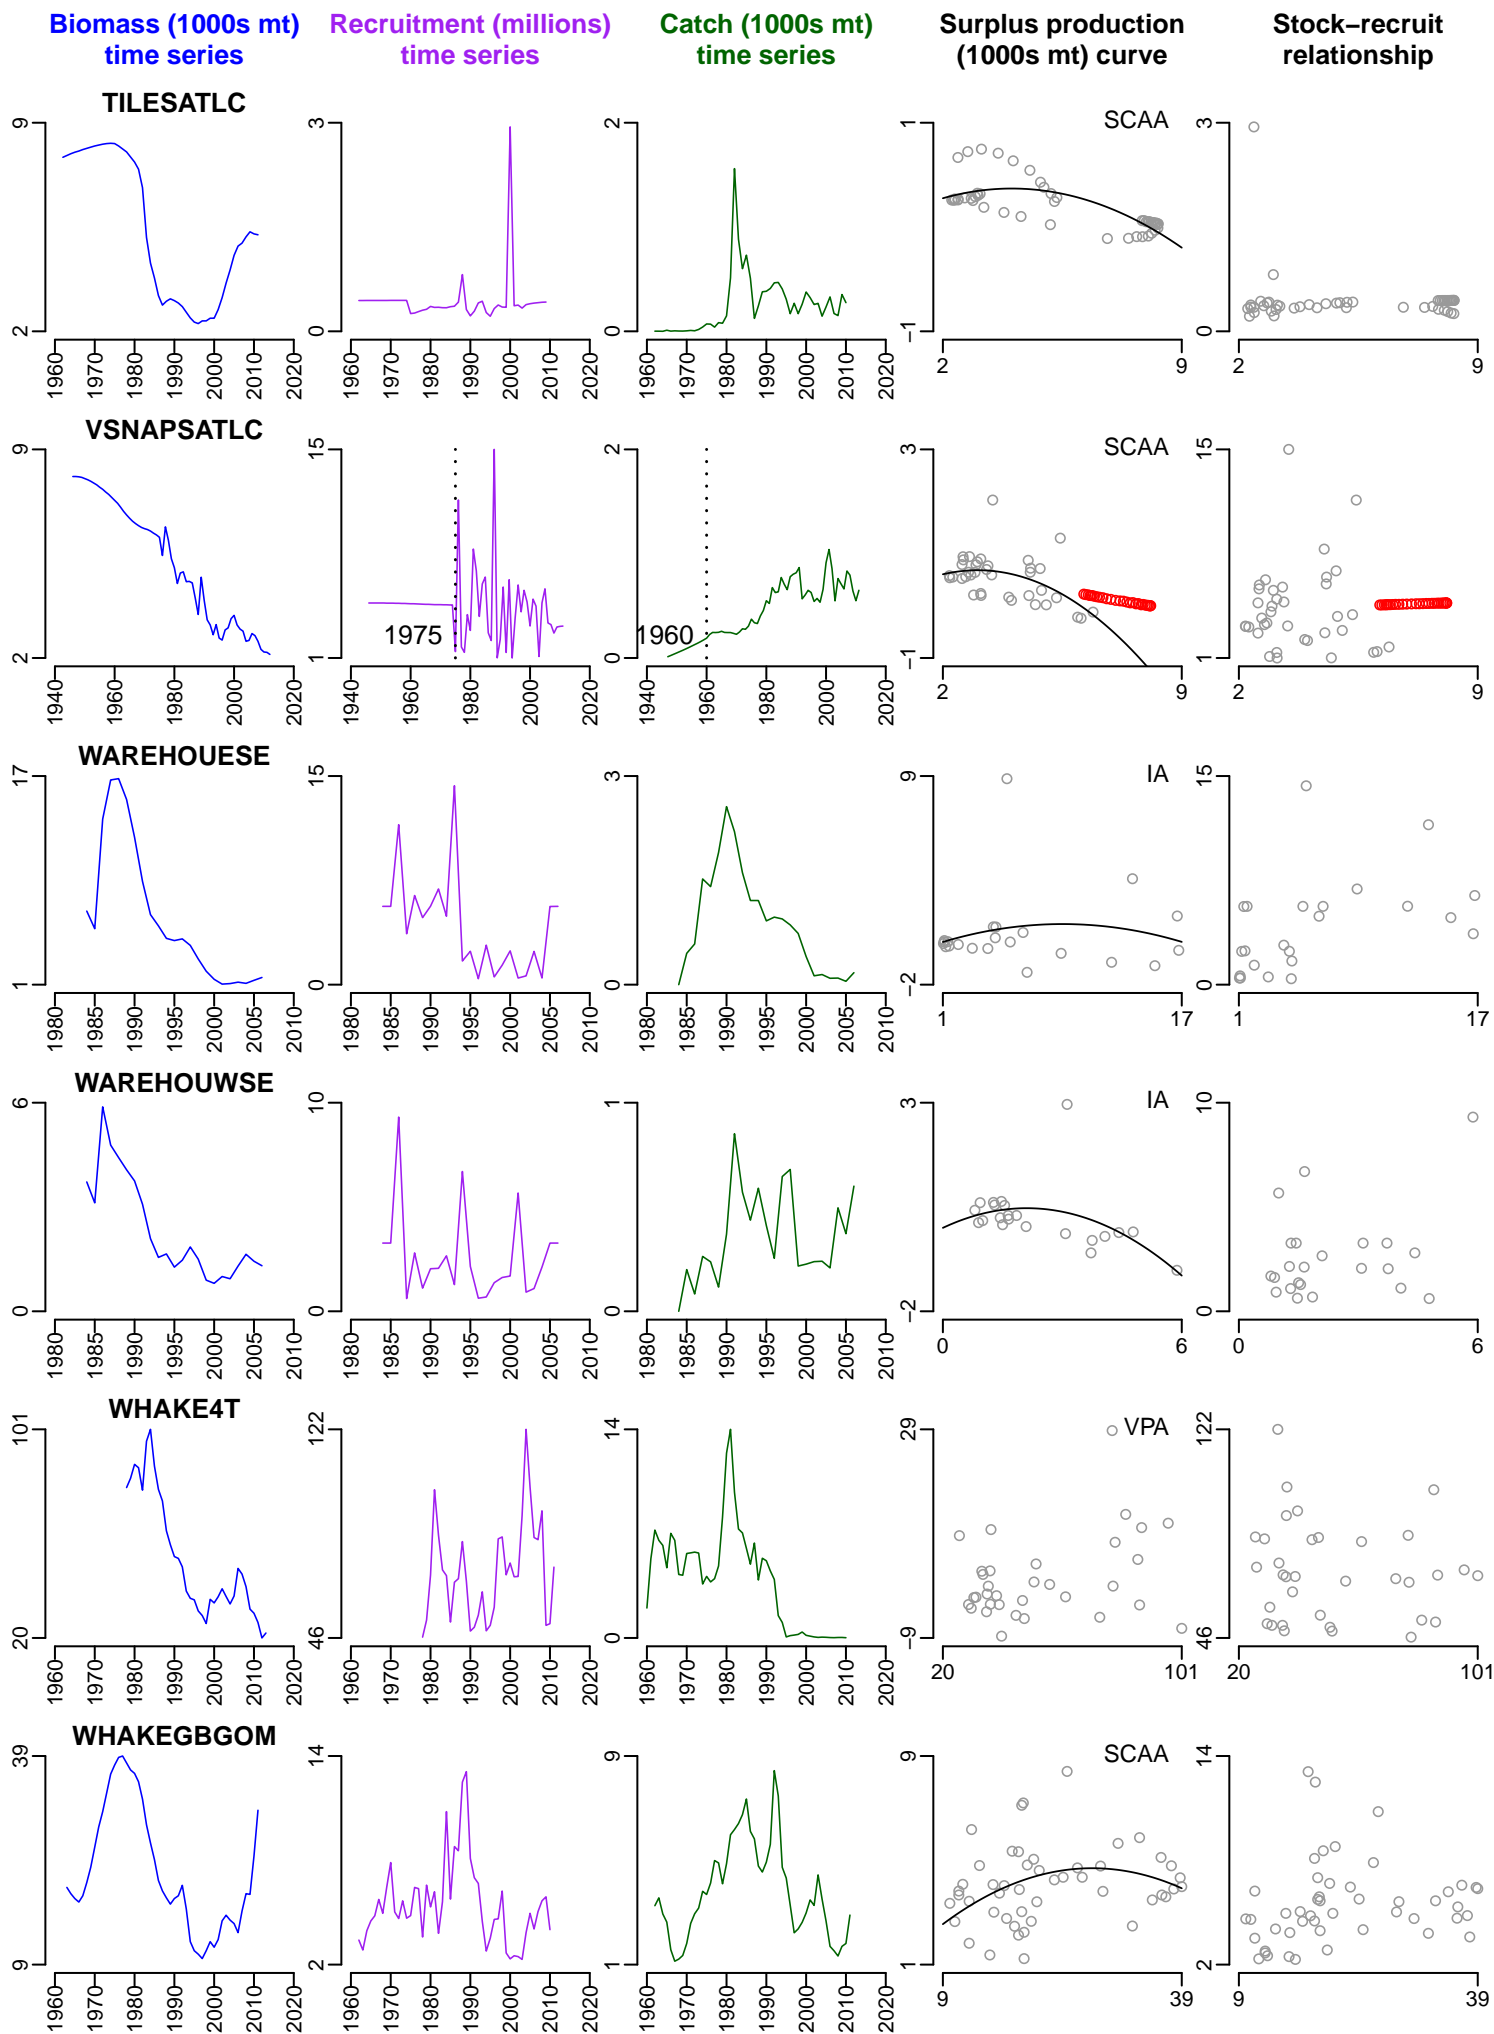 Biomass (1000s mt) Recruitment (millions) Catch (1000s mt) Surplus production Stock−recruit
time series time series time series (1000s mt) curve relationship
TILESATLC
9 3 2 1 SCAA 3
2 0 0 −1 0
1960 1970 1980 1990 2000 2010 2020 1960 1970 1980 1990 2000 2010 2020 1960 1970 1980 1990 2000 2010 2020 2 9 2 9
VSNAPSATLC
9 15 2 3 SCAA 15
1975 1960
2 1 0 −1 1
1940 1960 1980 2000 2020 1940 1960 1980 2000 2020 1940 1960 1980 2000 2020 2 9 2 9
WAREHOUESE
17 15 3 9 IA 15
1 0 0 −2 0
1980 1985 1990 1995 2000 2005 2010 1980 1985 1990 1995 2000 2005 2010 1980 1985 1990 1995 2000 2005 2010 1 17 1 17
WAREHOUWSE
6 10 1 3 IA 10
0 0 0 −2 0
1980 1985 1990 1995 2000 2005 2010 1980 1985 1990 1995 2000 2005 2010 1980 1985 1990 1995 2000 2005 2010 0 6 0 6
WHAKE4T
101 122 14 29 VPA 122
20 46 0 −9 46
1960 1970 1980 1990 2000 2010 2020 1960 1970 1980 1990 2000 2010 2020 1960 1970 1980 1990 2000 2010 2020 20 101 20 101
WHAKEGBGOM
39 14 9 9 SCAA 14
9 2 1 1 2
1960 1970 1980 1990 2000 2010 2020 1960 1970 1980 1990 2000 2010 2020 1960 1970 1980 1990 2000 2010 2020 9 39 9 39